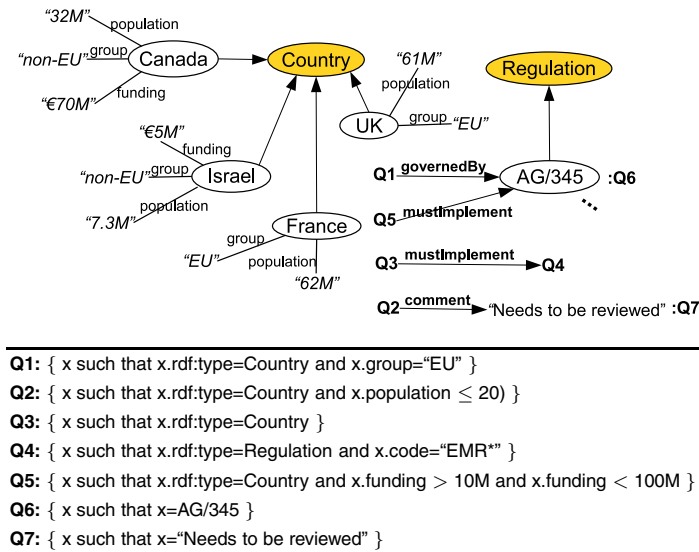 “32M”
population
“non-EU”
group
Canada
Country
“61M”
population
Regulation
funding
“€70M”
UK
group
“EU”
“€5M”
funding
“non-EU”
group
Israel
Q1 governedBy AG/345 :Q6
population
“7.3M”
Q5 mustImplement
...
group
France
“EU”
population
“62M”
Q3 mustImplement Q4
Q2 comment “Needs to be reviewed” :Q7
Q1: { x such that x.rdf:type=Country and x.group=“EU” }
Q2: { x such that x.rdf:type=Country and x.population ≤ 20) }
Q3: { x such that x.rdf:type=Country }
Q4: { x such that x.rdf:type=Regulation and x.code=“EMR*” }
Q5: { x such that x.rdf:type=Country and x.funding > 10M and x.funding < 100M }
Q6: { x such that x=AG/345 }
Q7: { x such that x=“Needs to be reviewed” }